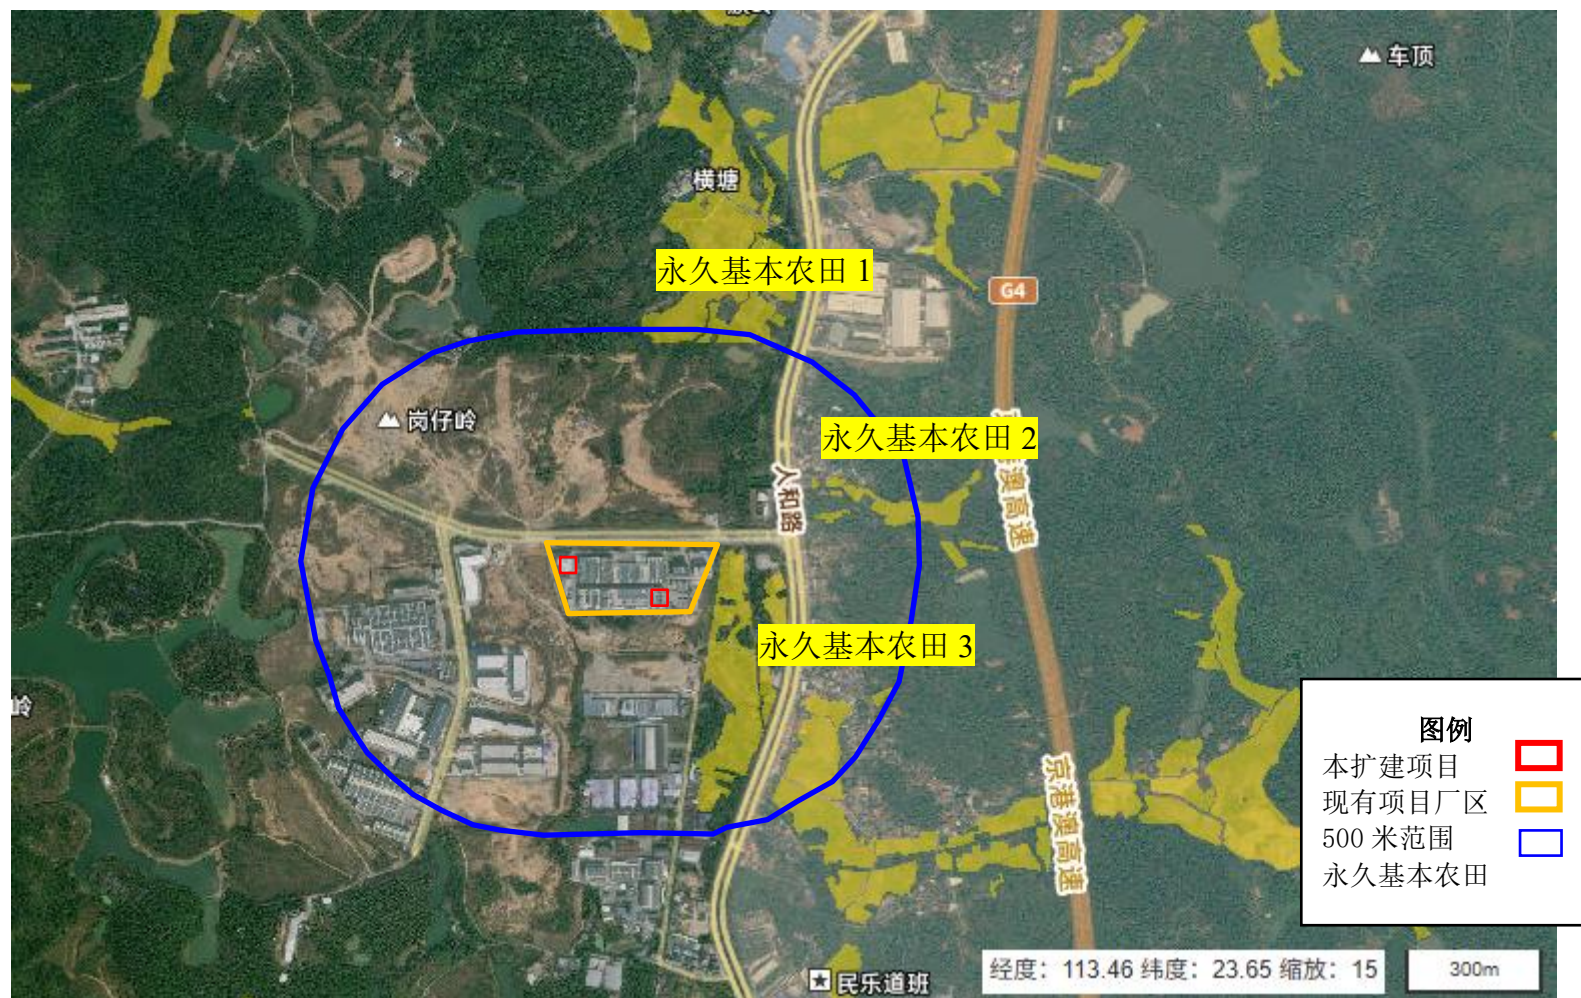 车顶
横塘
永久基本农田 1
G4
岗仔岭
永久基本农田 2
人和路
京港澳高速
永久基本农田 3
岭
图例
本扩建项目
现有项目厂区
500 米范围
永久基本农田
京港澳高速
民乐道班
经度：113.46 纬度：23.65 缩放：15
300m